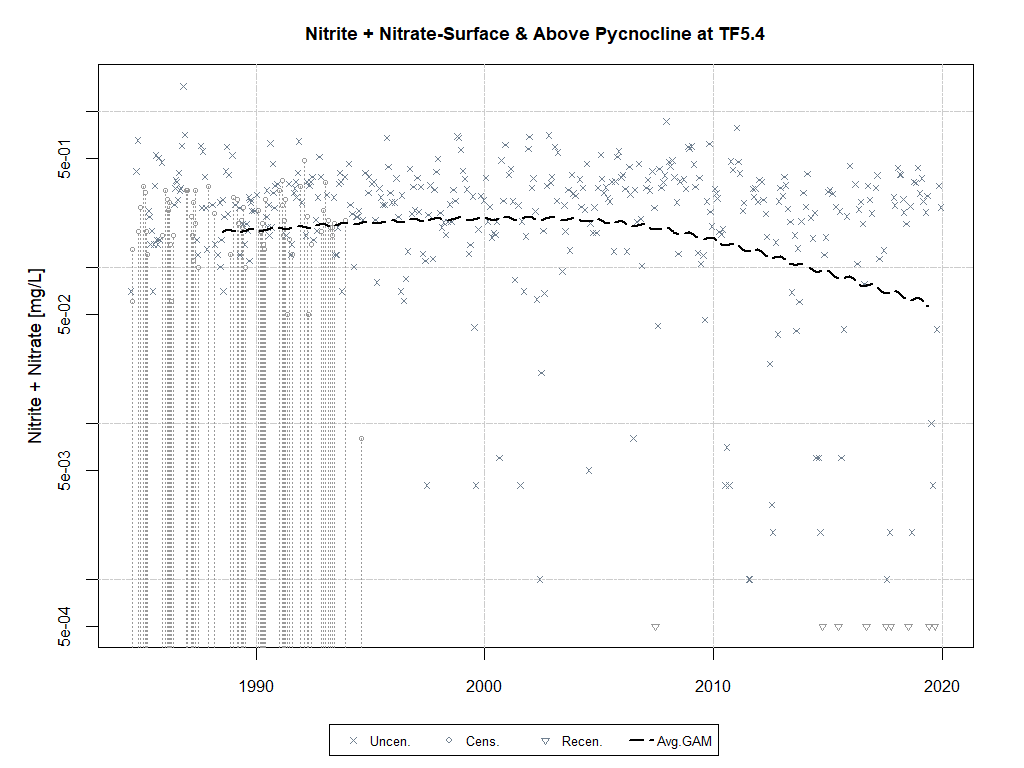 Nitrite + Nitrate-Surface & Above Pycnocline at TF5.4
Nitrite + Nitrate [mg/L]
5e-01
5e-02
5e-03
5e-04
1990 2000 2010 2020
Uncen. Cens. Recen. Avg.GAM